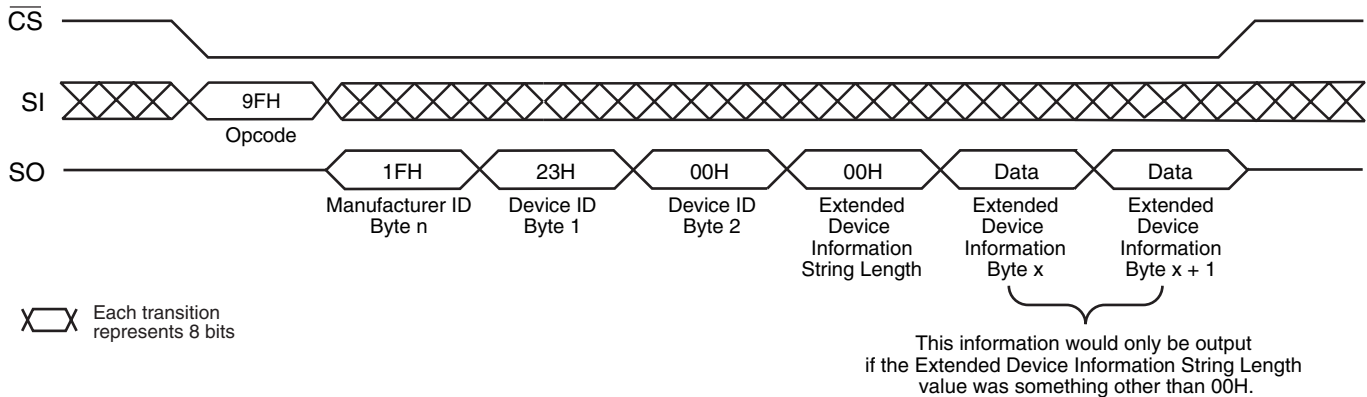 CS
SI
9FH
Opcode
SO
1FH
23H
00H
00H
Data
Data
Manufacturer ID
Byte n
Device ID
Byte 1
Device ID
Byte 2
Extended
Device
Information
String Length
Extended
Device
Information
Byte x
Extended
Device
Information
Byte x + 1
Each transition
represents 8 bits
This information would only be output
if the Extended Device Information String Length
value was something other than 00H.